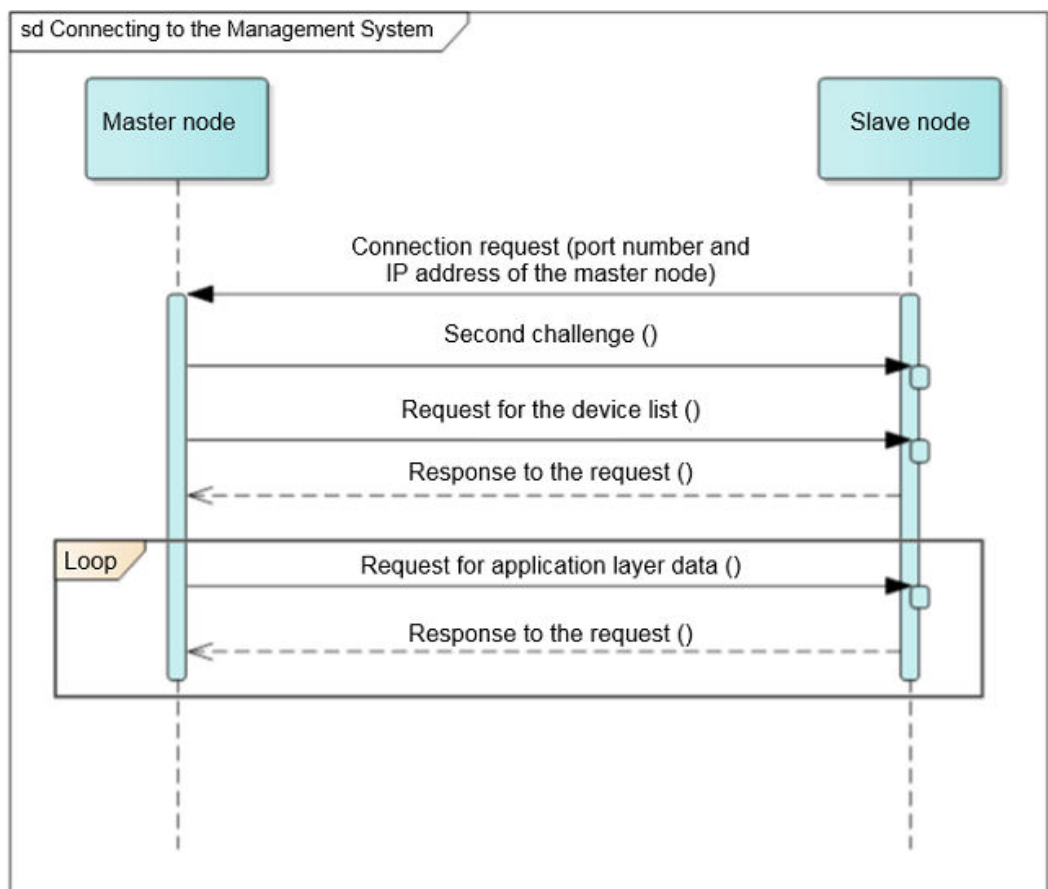 sd Connecting to the Management System
Master node
Slave node
Connection request (port number and
IP address of the master node)
Second challenge ()
Request for the device list ()
Response to the request ()
Loop
Request for application layer data ()
Response to the request ()